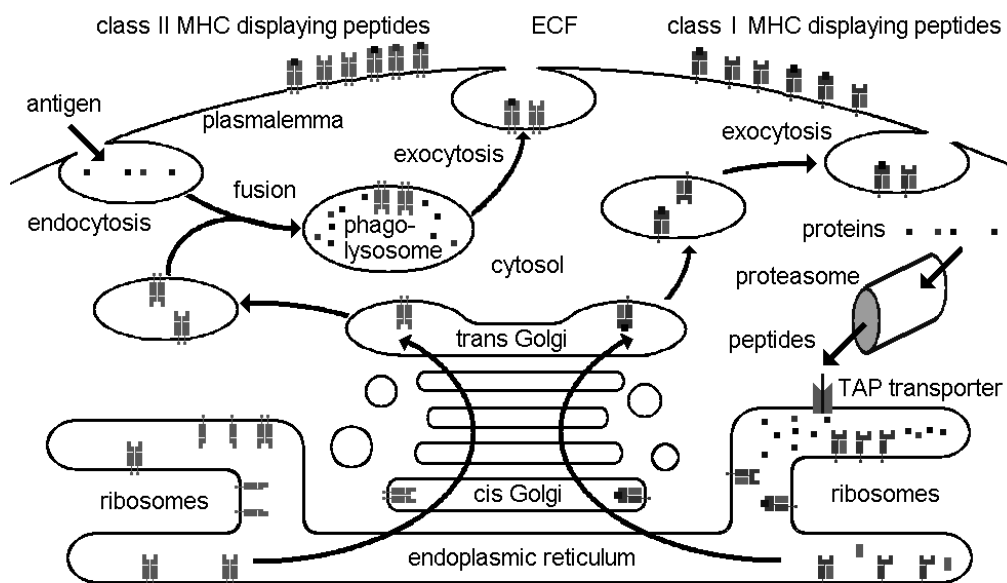 class II MHC displaying peptides
ECF
class I MHC displaying peptides
antigen
plasmalemma
exocytosis
exocytosis
fusion
endocytosis
phago-
lysosome
proteins
cytosol
proteasome
trans Golgi
peptides
TAP transporter
ribosomes
cis Golgi
ribosomes
endoplasmic reticulum